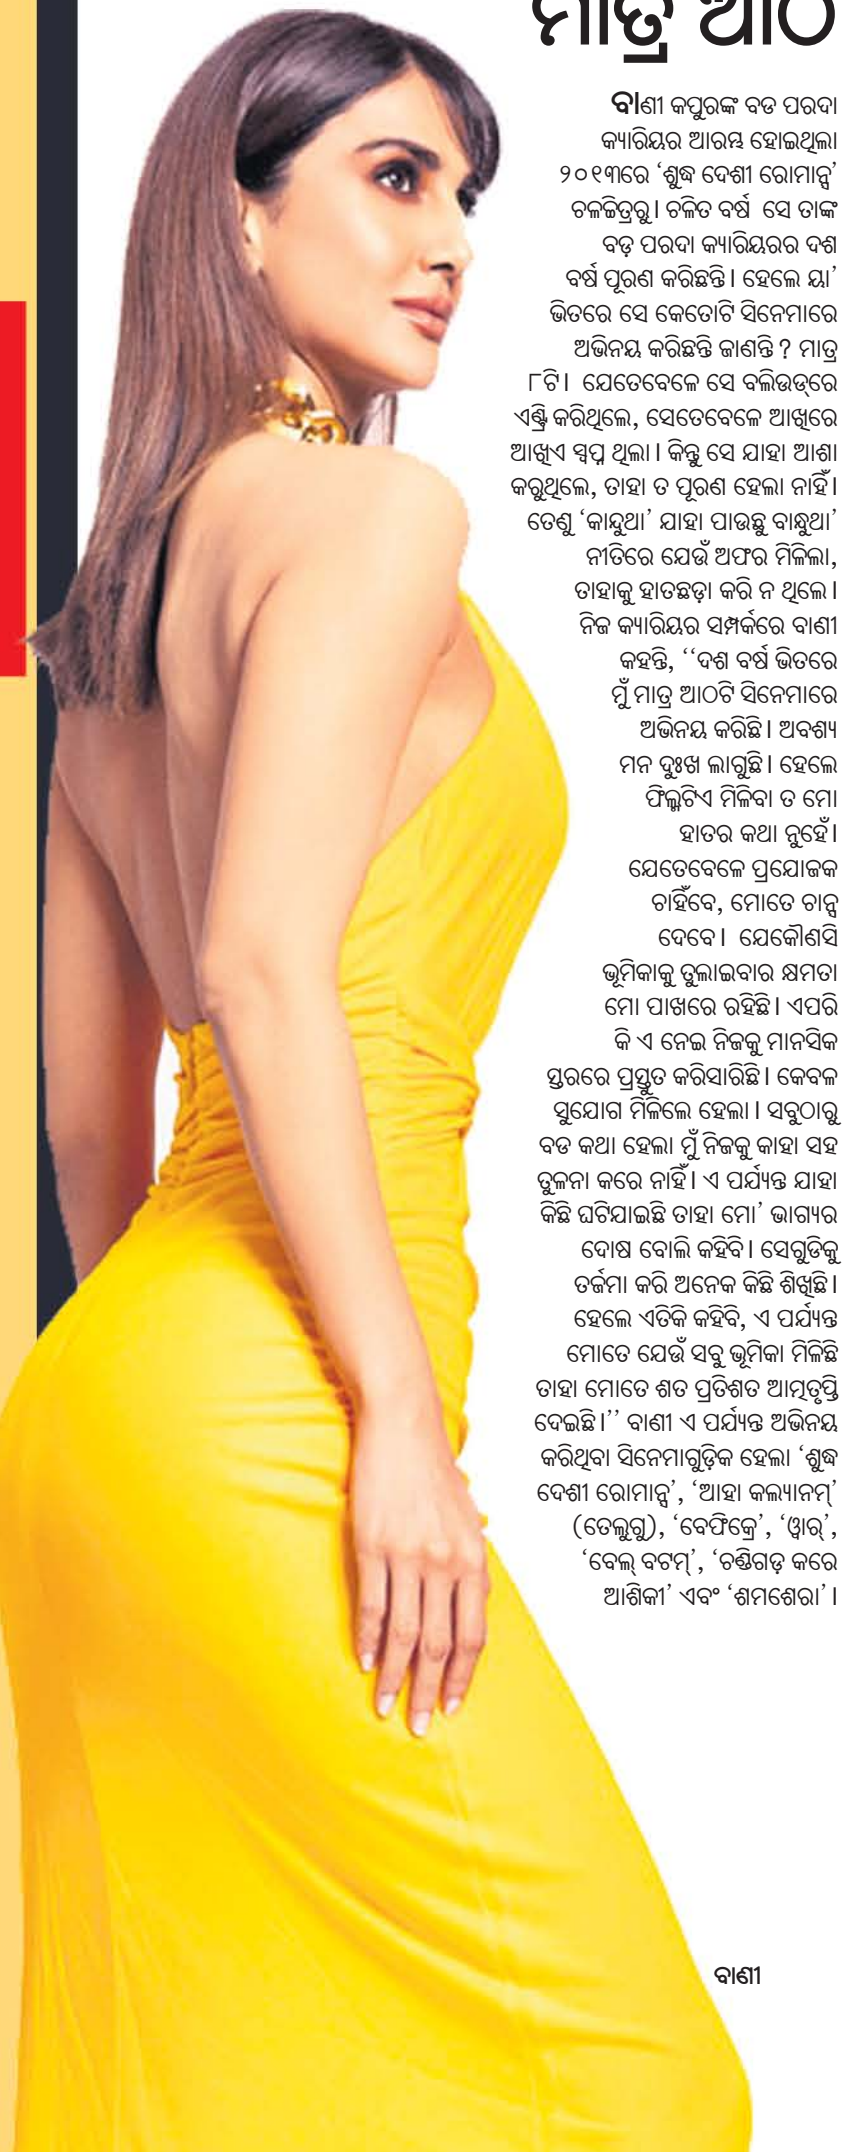 ମାତ୍ର ଆଠ
ବାଣୀ କପୁରଙ୍କ ବଡ ପରଦା
କ୍ୟାରିୟର ଆରମ୍ଭ ହୋଇଥିଲା
୨୦୧୩ରେ ‘ଶୁଦ୍ଧ ଦେଶୀ ରୋମାନ୍ସ’
ଚଳଚ୍ଚିତ୍ରରୁ। ଚଳିତ ବର୍ଷ ସେ ତାଙ୍କ
ବଡ଼ ପରଦା କ୍ୟାରିୟରର ଦଶ
ବର୍ଷ ପୂରଣ କରିଛନ୍ତି। ହେଲେ ୟା’
ଭିତରେ ସେ କେତୋଟି ସିନେମାରେ
ଅଭିନୟ କରିଛନ୍ତି ଜାଣନ୍ତି ? ମାତ୍ର
୮ଟି। ଯେତେବେଳେ ସେ ବଲିଉଡ୍‌ରେ
ଏଣ୍ଟ୍ରି କରିଥିଲେ, ସେତେବେଳେ ଆଖିରେ
ଆଖିଏ ସ୍ୱପ୍ନ ଥିଲା। କିନ୍ତୁ ସେ ଯାହା ଆଶା
କରୁଥିଲେ, ତାହା ତ ପୂରଣ ହେଲା ନାହିଁ।
ତେଣୁ ‘କାନ୍ଦୁଥା’ ଯାହା ପାଉଛୁ ବାନ୍ଧୁଥା’
ନୀତିରେ ଯେଉଁ ଅଫର ମିଳିଲା,
ତାହାକୁ ହାତଛଡ଼ା କରି ନ ଥିଲେ।
ନିଜ କ୍ୟାରିୟର ସମ୍ପର୍କରେ ବାଣୀ
କହନ୍ତି, ‘‘ଦଶ ବର୍ଷ ଭିତରେ
ମୁଁ ମାତ୍ର ଆଠଟି ସିନେମାରେ
ଅଭିନୟ କରିଛି। ଅବଶ୍ୟ
ମନ ଦୁଃଖ ଲାଗୁଛି। ହେଲେ
ଫିଲ୍ମଟିଏ ମିଳିବା ତ ମୋ
ହାତର କଥା ନୁହେଁ।
ଯେତେବେଳେ ପ୍ରଯୋଜକ
ଚାହିଁବେ, ମୋତେ ଚାନ୍ସ
ଦେବେ। ଯେକୌଣସି
ଭୂମିକାକୁ ତୁଲାଇବାର କ୍ଷମତା
ମୋ ପାଖରେ ରହିଛି। ଏପରି
କି ଏ ନେଇ ନିଜକୁ ମାନସିକ
ସ୍ତରରେ ପ୍ରସ୍ତୁତ କରିସାରିଛି। କେବଳ
ସୁଯୋଗ ମିଳିଲେ ହେଲା। ସବୁଠାରୁ
ବଡ କଥା ହେଲା ମୁଁ ନିଜକୁ କାହା ସହ
ତୁଳନା କରେ ନାହିଁ। ଏ ପର୍ଯ୍ୟନ୍ତ ଯାହା
କିଛି ଘଟିଯାଇଛି ତାହା ମୋ’ ଭାଗ୍ୟର
ଦୋଷ ବୋଲି କହିବି। ସେଗୁଡିକୁ
ତର୍ଜମା କରି ଅନେକ କିଛି ଶିଖିଛି।
ହେଲେ ଏତିକି କହିବି, ଏ ପର୍ଯ୍ୟନ୍ତ
ମୋତେ ଯେଉଁ ସବୁ ଭୂମିକା ମିଳିଛି
ତାହା ମୋତେ ଶତ ପ୍ରତିଶତ ଆତ୍ମତୃପ୍ତି
ଦେଇଛି।’’ ବାଣୀ ଏ ପର୍ଯ୍ୟନ୍ତ ଅଭିନୟ
କରିଥିବା ସିନେମାଗୁଡ଼ିକ ହେଲା ‘ଶୁଦ୍ଧ
ଦେଶୀ ରୋମାନ୍ସ’, ‘ଆହା କଲ୍ୟାନମ୍’
(ତେଲୁଗୁ), ‘ବେଫିକ୍ରେ’, ‘ୱାର୍’,
‘ବେଲ୍ ବଟମ୍’, ‘ଚଣ୍ଡିଗଡ଼ କରେ
ଆଶିକୀ’ ଏବଂ ‘ଶମଶେରା’।
ବାଣୀ